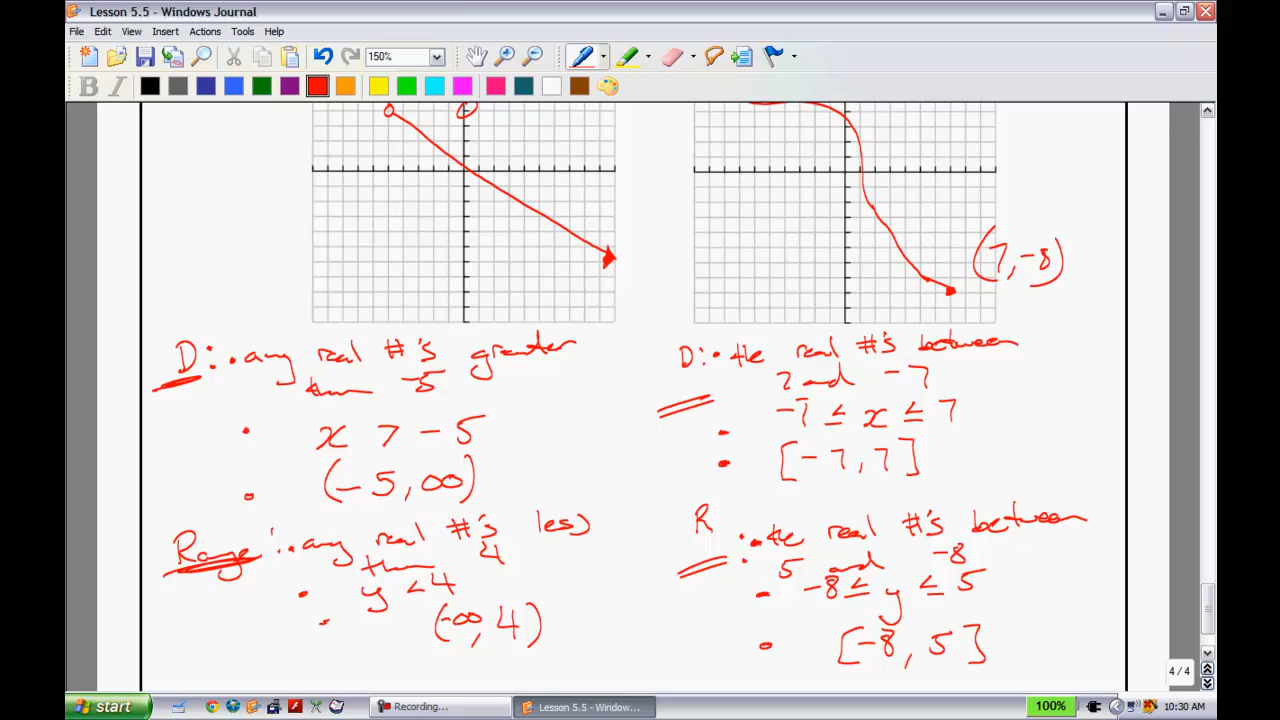 Lesson 5.5 - Windows Journal
File Edit View Insert Actions Tools Help
150%
B I
(7, -8)
D: • any real #'s greater
than -5
• x > -5
• (-5, ∞)
Range: • any real #'s less
than 4
• y < 4
• (-∞, 4)
D: • the real #'s between
7 and -7
• -7 ≤ x ≤ 7
• [-7, 7]
R : • the real #'s between
5 and -8
• -8 ≤ y ≤ 5
• [-8, 5]
4 / 4
start
Recording...
Lesson 5.5 - Window...
100%
10:30 AM